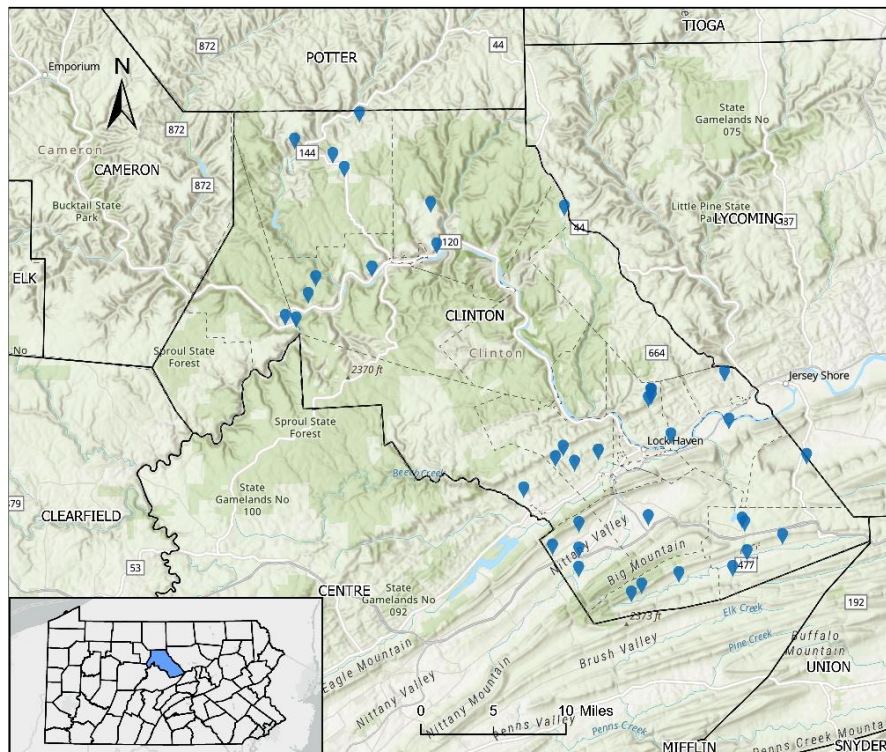 TIOGA
872
44
POTTER
Emporium
N
State
Gamelands No
075
872
Cameron
144
CAMERON
872
Bucktail State
Park
Little Pine State
LYCOMING
44
120
ELK
CLINTON
Clinton
No
Sproul State
Forest
2370 ft
664
Jersey Shore
Sproul State
Forest
Lock Haven
Beech Creek
State
Gamelands No
100
CLEARFIELD
Nittany Valley
Big Mountain
53
CENTRE
State
Gamelands No
092
477
2373 ft
Elk Creek
192
Eagle Mountain
Brush Valley
Pine Creek
Buffalo
Mountain
UNION
Nittany Valley
Nittany Mountain
Penns Valley
0 5 10 Miles
Penns Creek
Penns Creek Mountain
MIFFLIN
SNYDER